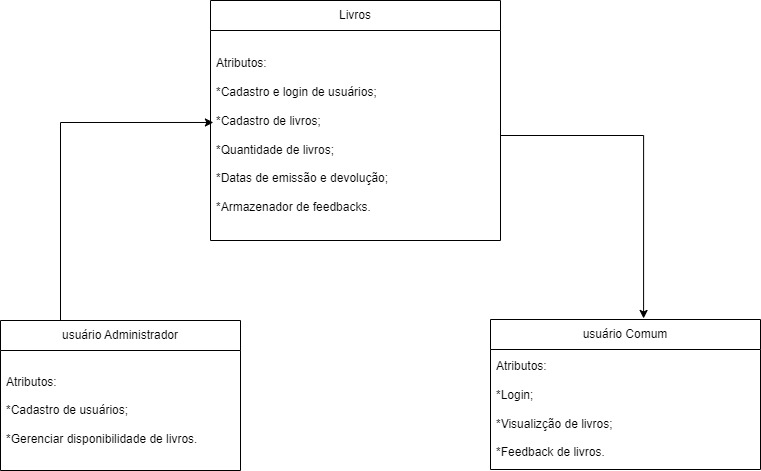 Livros
Atributos:
*Cadastro e login de usuários;
*Cadastro de livros;
*Quantidade de livros;
*Datas de emissão e devolução;
*Armazenador de feedbacks.
usuário Administrador
Atributos:
*Cadastro de usuários;
*Gerenciar disponibilidade de livros.
usuário Comum
Atributos:
*Login;
*Visualizção de livros;
*Feedback de livros.